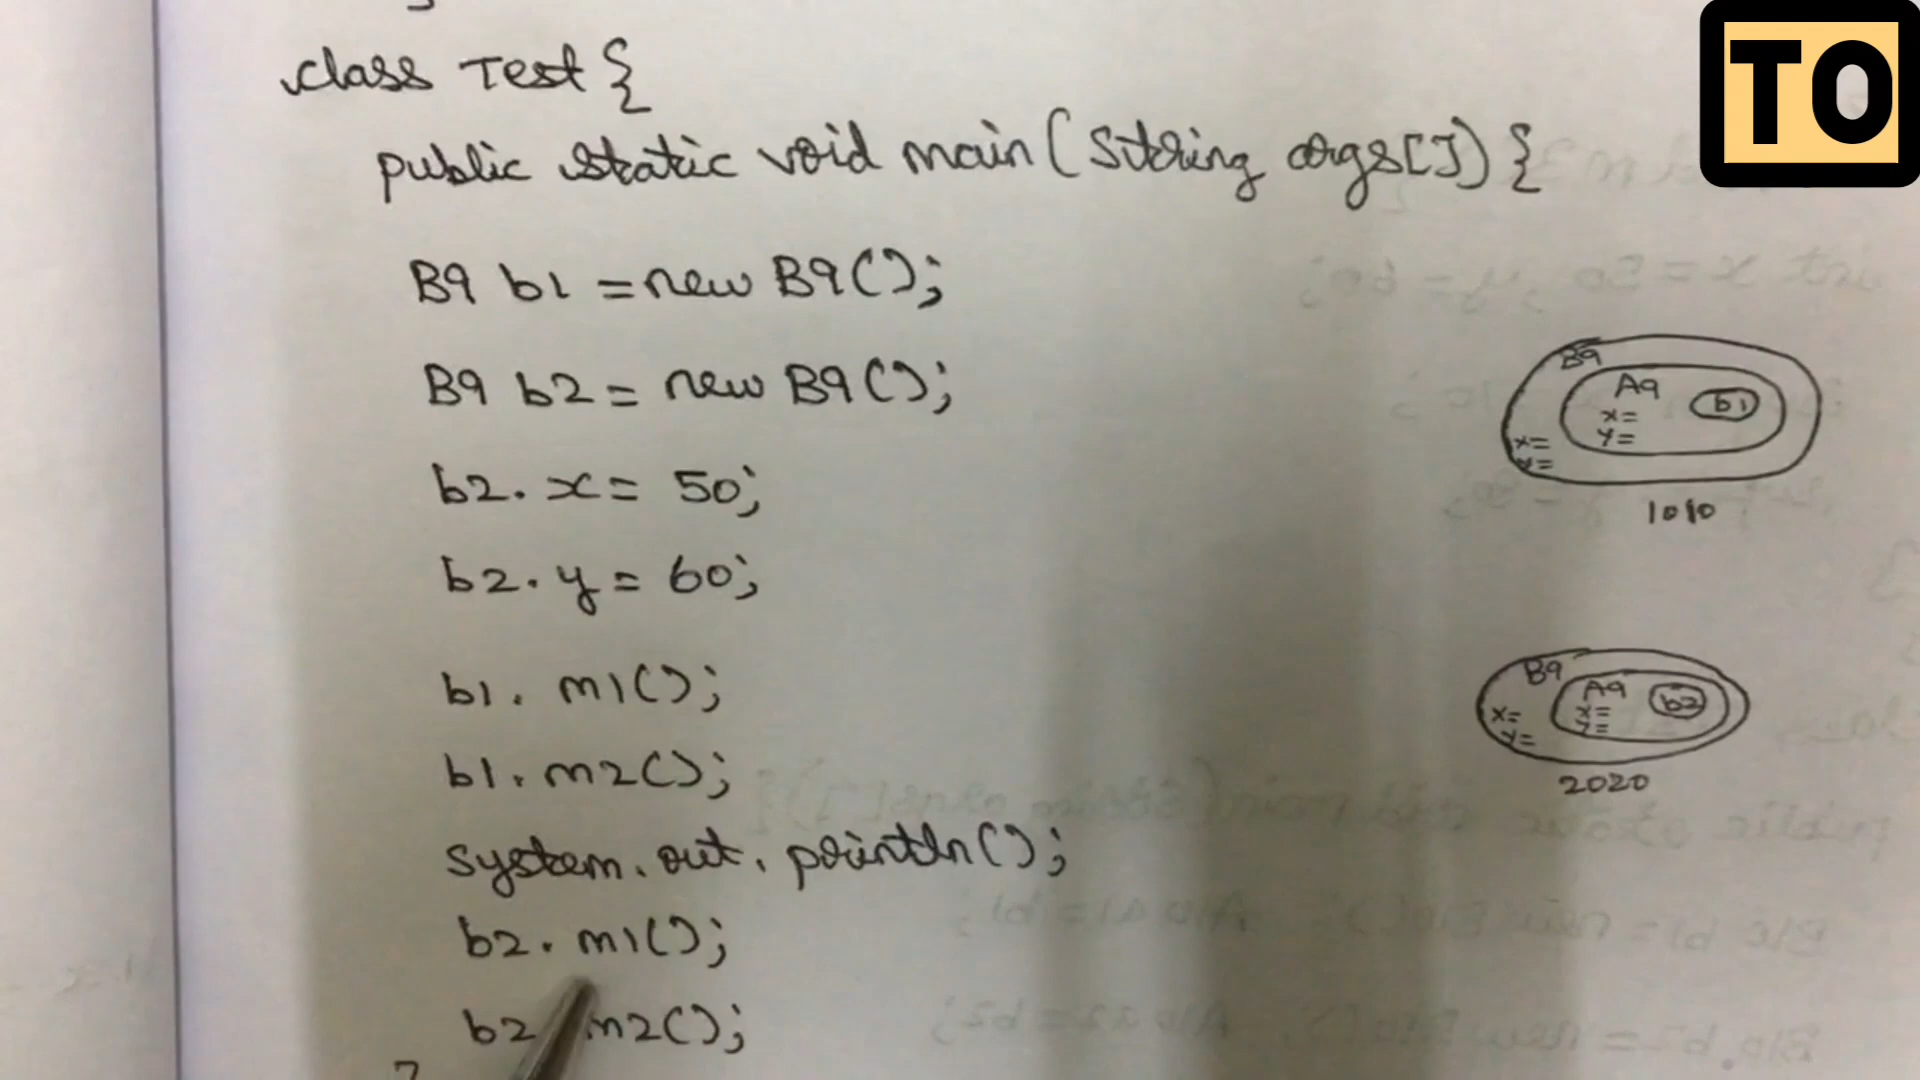 TO
class Test {
public static void main (String args[]) {
B9 b1 = new B9();
B9 b2 = new B9();
b2.x = 50;
b2.y = 60;
b1.m1();
b1.m2();
system.out.println();
b2.m1();
b2 m2();
}
B9
A9
b1
x=
y=
x=
y=
1010
B9
A9
b2
x=
y=
x=
y=
2020